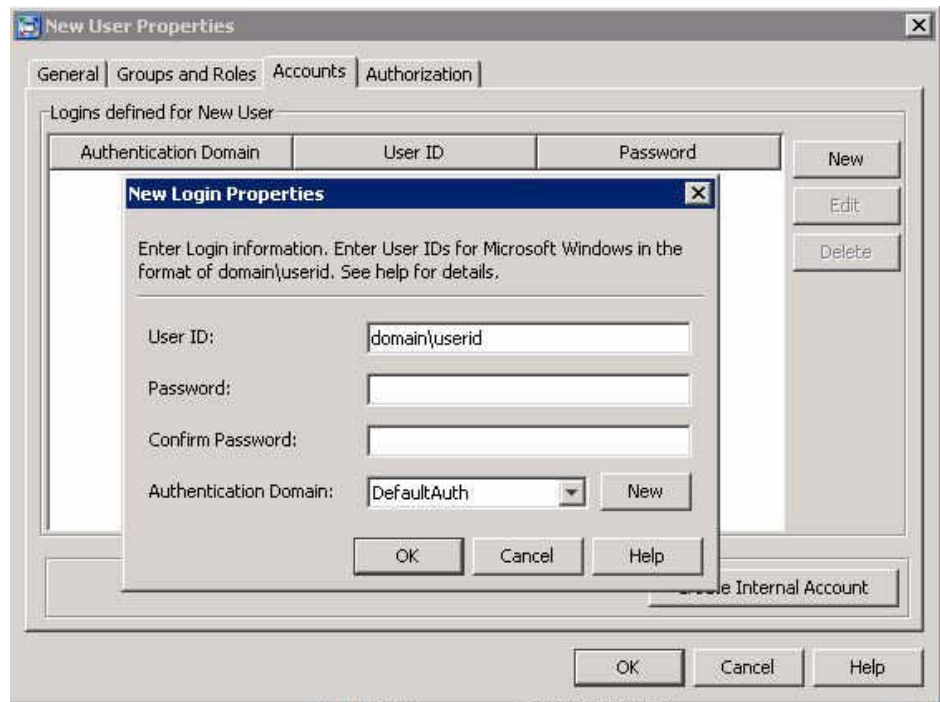 New User Properties
General Groups and Roles Accounts Authorization
Logins defined for New User
Authentication Domain User ID Password
New
Edit
Delete
New Login Properties
Enter Login information. Enter User IDs for Microsoft Windows in the
format of domain\userid. See help for details.
User ID: domain\userid
Password:
Confirm Password:
Authentication Domain: DefaultAuth New
OK Cancel Help
Internal Account
OK Cancel Help